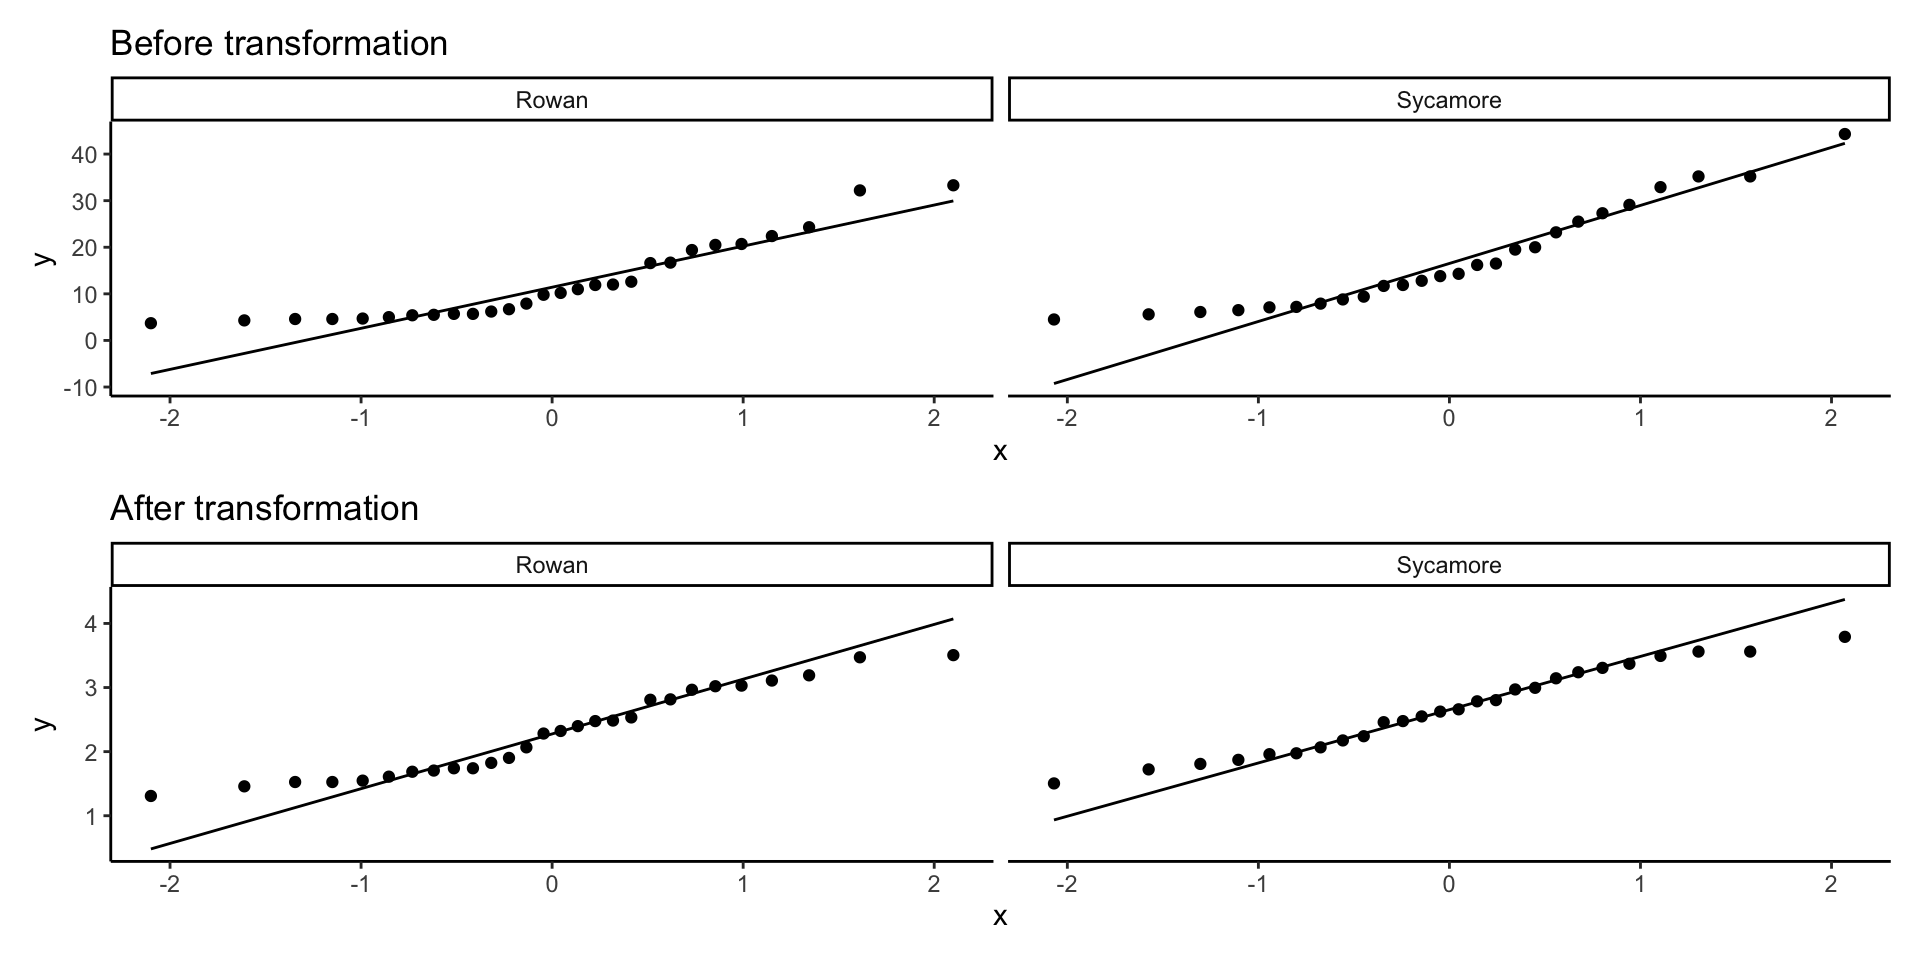 Before transformation
Rowan
Sycamore
40
30
20
10
0
-10
y
-2 -1 0 1 2
-2 -1 0 1 2
x
After transformation
Rowan
Sycamore
4
3
2
1
y
-2 -1 0 1 2
-2 -1 0 1 2
x